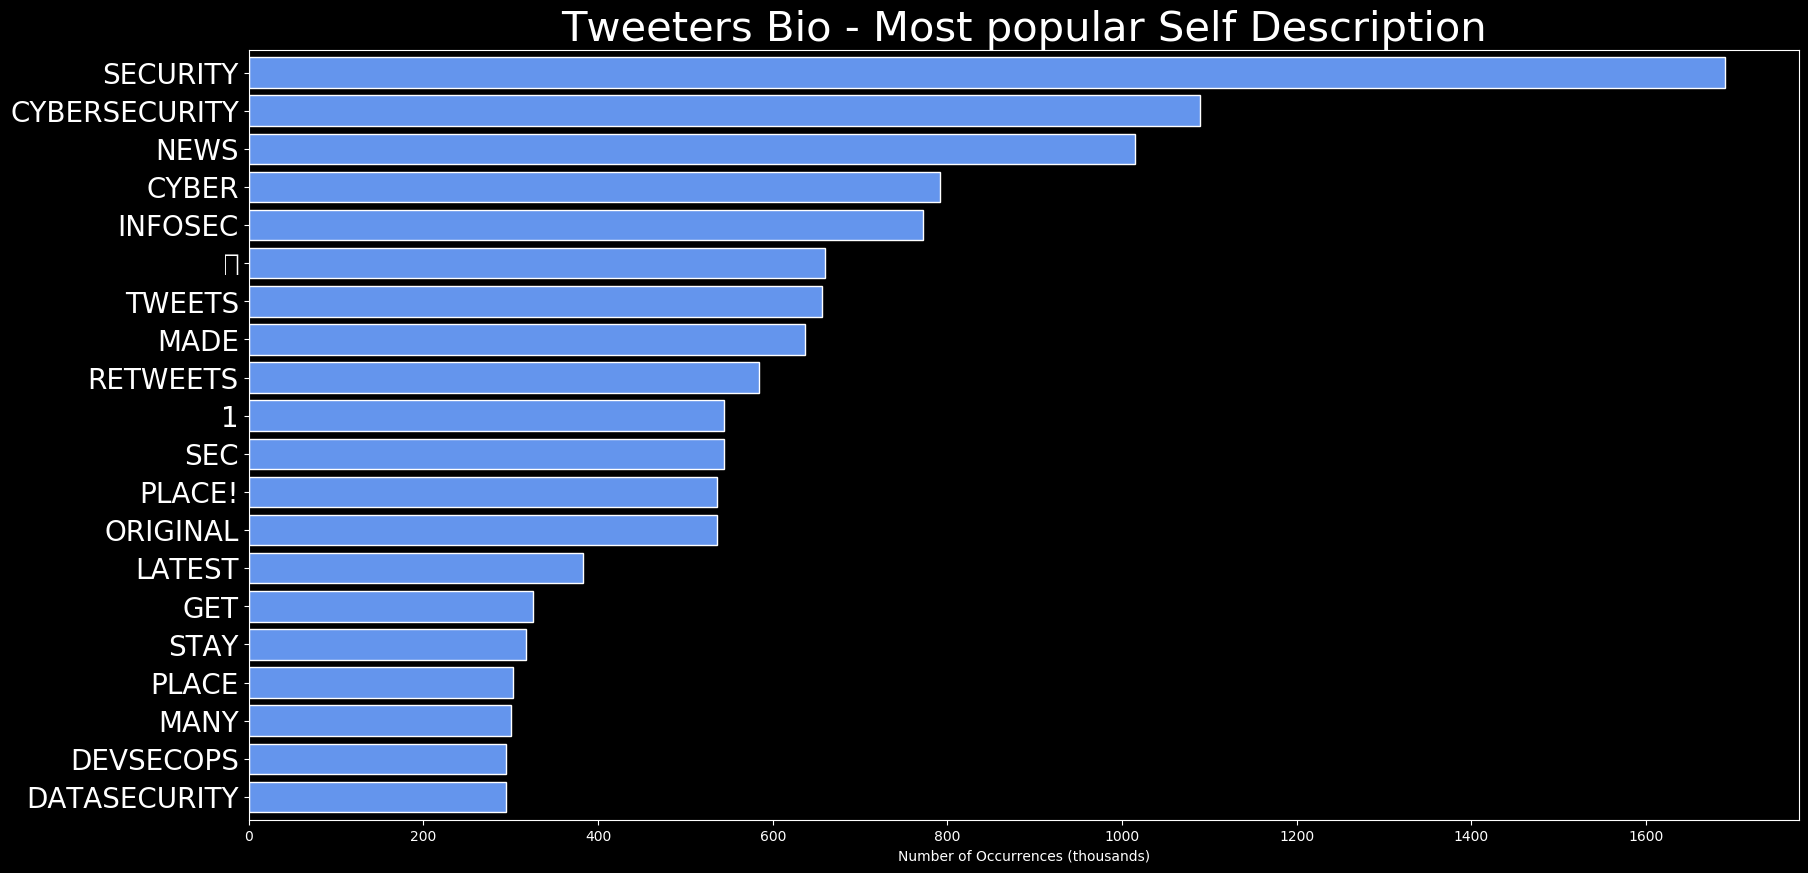 Tweeters Bio - Most popular Self Description
SECURITY
CYBERSECURITY
NEWS
CYBER
INFOSEC
TWEETS
MADE
RETWEETS
1
SEC
PLACE!
ORIGINAL
LATEST
GET
STAY
PLACE
MANY
DEVSECOPS
DATASECURITY
0 200 400 600 800 1000 1200 1400 1600
Number of Occurrences (thousands)